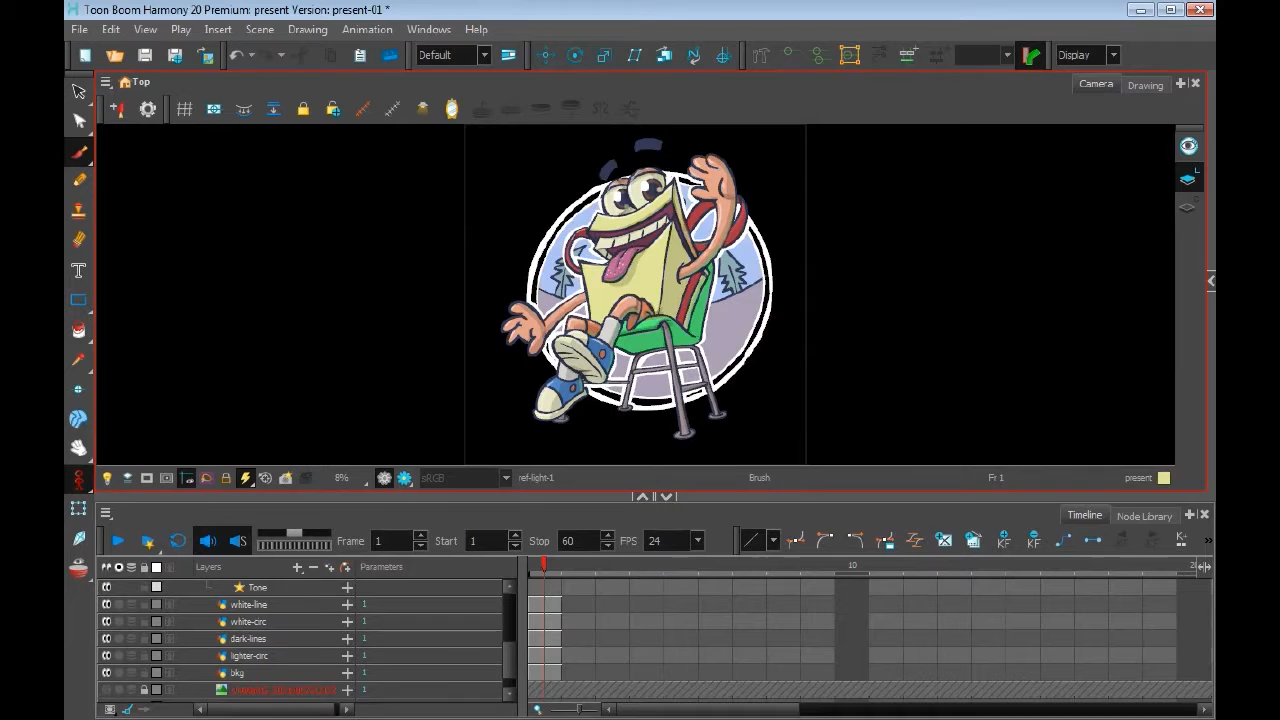 Toon Boom Harmony 20 Premium: present Version: present-01 *
File Edit View Play Insert Scene Drawing Animation Windows Help
Default Display
Top Camera Drawing
8% sRGB ref-light-1 Brush Fr 1 present
Timeline Node Library
Frame 1 Start 1 Stop 60 FPS 24
Layers Parameters 10
Tone
white-line 1
white-circ 1
dark-lines 1
lighter-circ 1
bkg 1
1